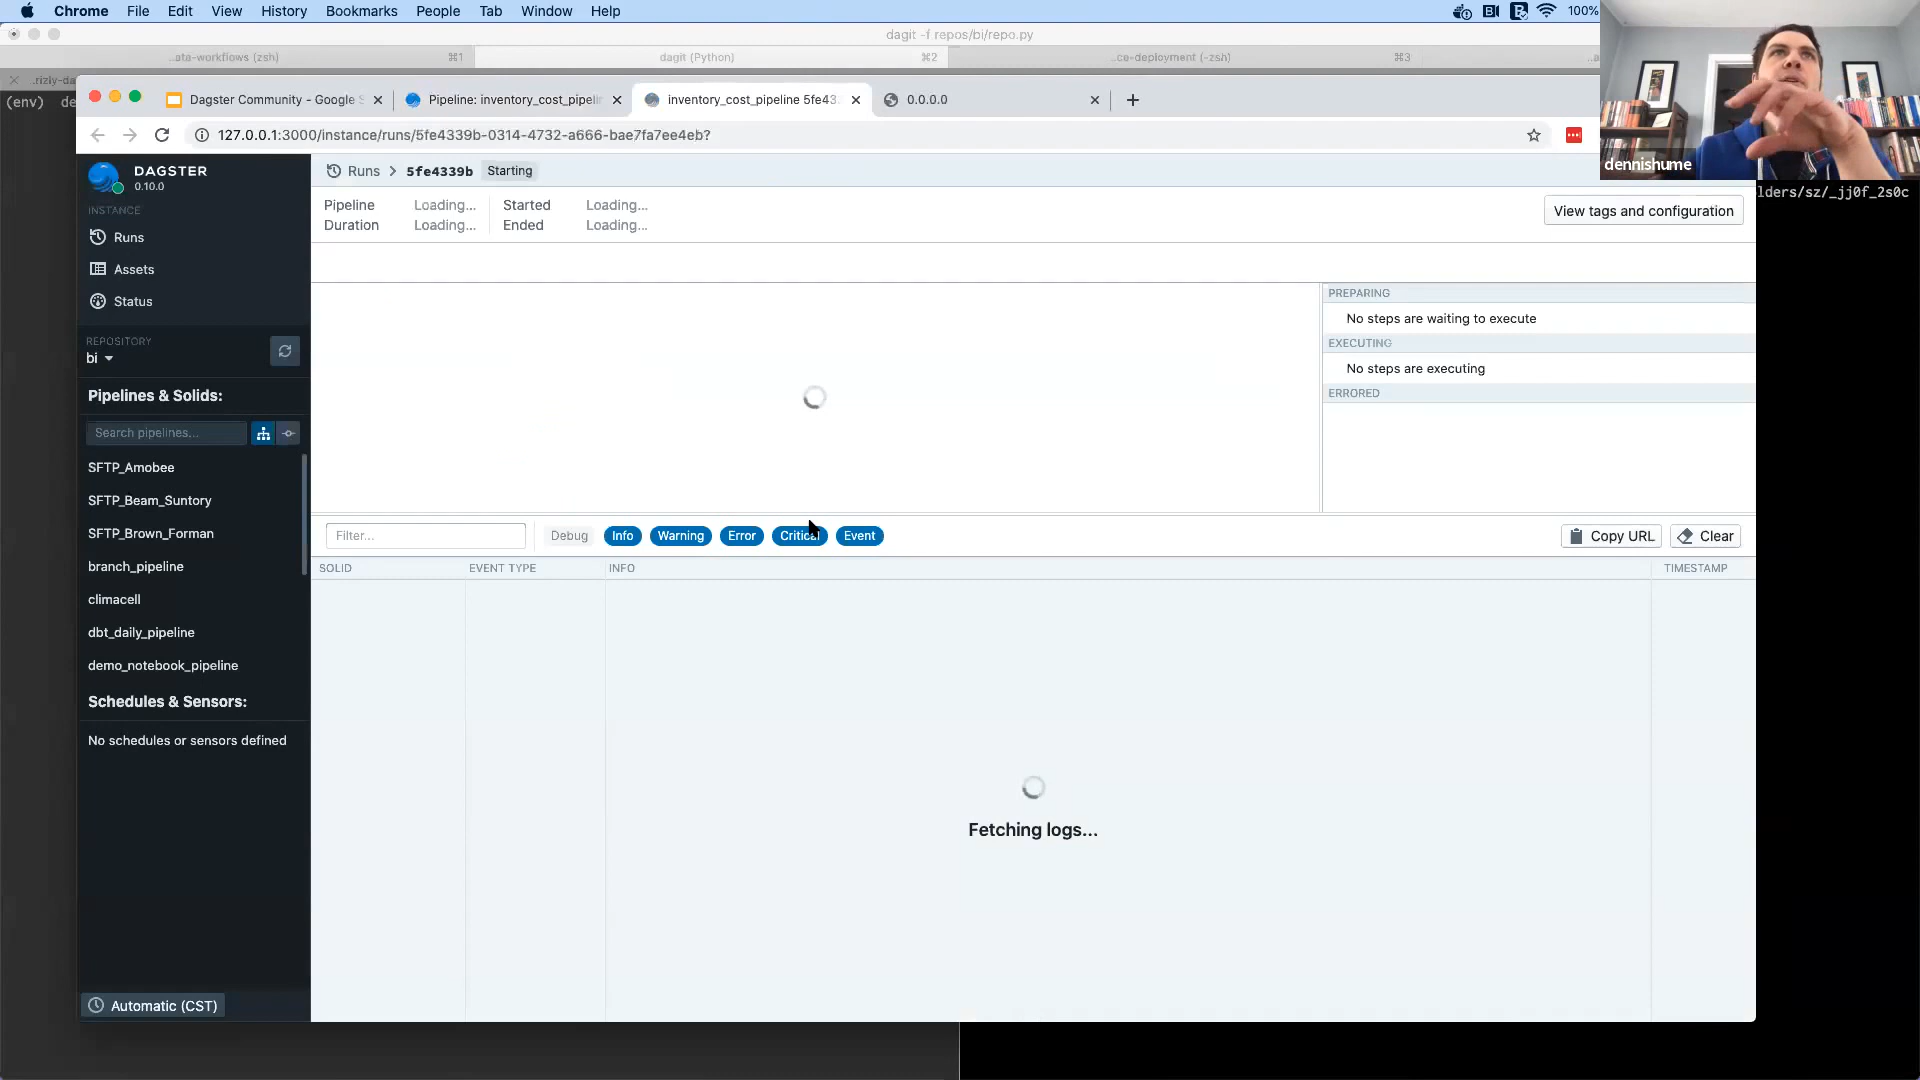 Chrome File Edit View History Bookmarks People Tab Window Help 100%
dagit -f repos/bi/repo.py
..ata-workflows (zsh) ⌘1 dagit (Python) ⌘2 ..ce-deployment (-zsh) ⌘3
.rizly-da
(env) de
Dagster Community - Google S Pipeline: inventory_cost_pipelin inventory_cost_pipeline 5fe43 0.0.0.0
127.0.0.1:3000/instance/runs/5fe4339b-0314-4732-a666-bae7fa7ee4eb?
dennishume
lders/sz/_jj0f_2s0c
DAGSTER
0.10.0
INSTANCE
Runs
Assets
Status
REPOSITORY
bi
Pipelines & Solids:
Search pipelines...
SFTP_Amobee
SFTP_Beam_Suntory
SFTP_Brown_Forman
branch_pipeline
climacell
dbt_daily_pipeline
demo_notebook_pipeline
Schedules & Sensors:
No schedules or sensors defined
Automatic (CST)
Runs > 5fe4339b Starting
Pipeline Loading... Started Loading...
Duration Loading... Ended Loading...
View tags and configuration
PREPARING
No steps are waiting to execute
EXECUTING
No steps are executing
ERRORED
Filter... Debug Info Warning Error Critical Event Copy URL Clear
SOLID EVENT TYPE INFO TIMESTAMP
Fetching logs...